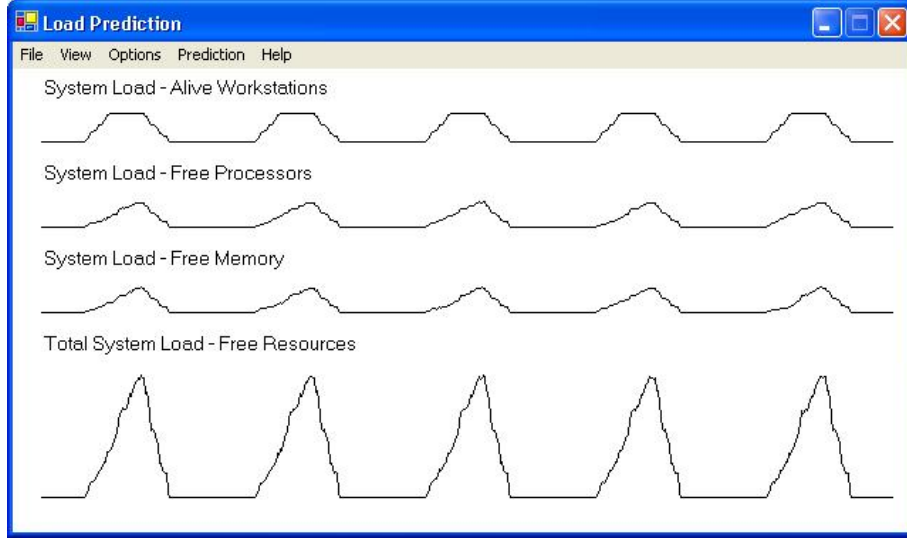 Load Prediction
File View Options Prediction Help
System Load - Alive Workstations
System Load - Free Processors
System Load - Free Memory
Total System Load - Free Resources